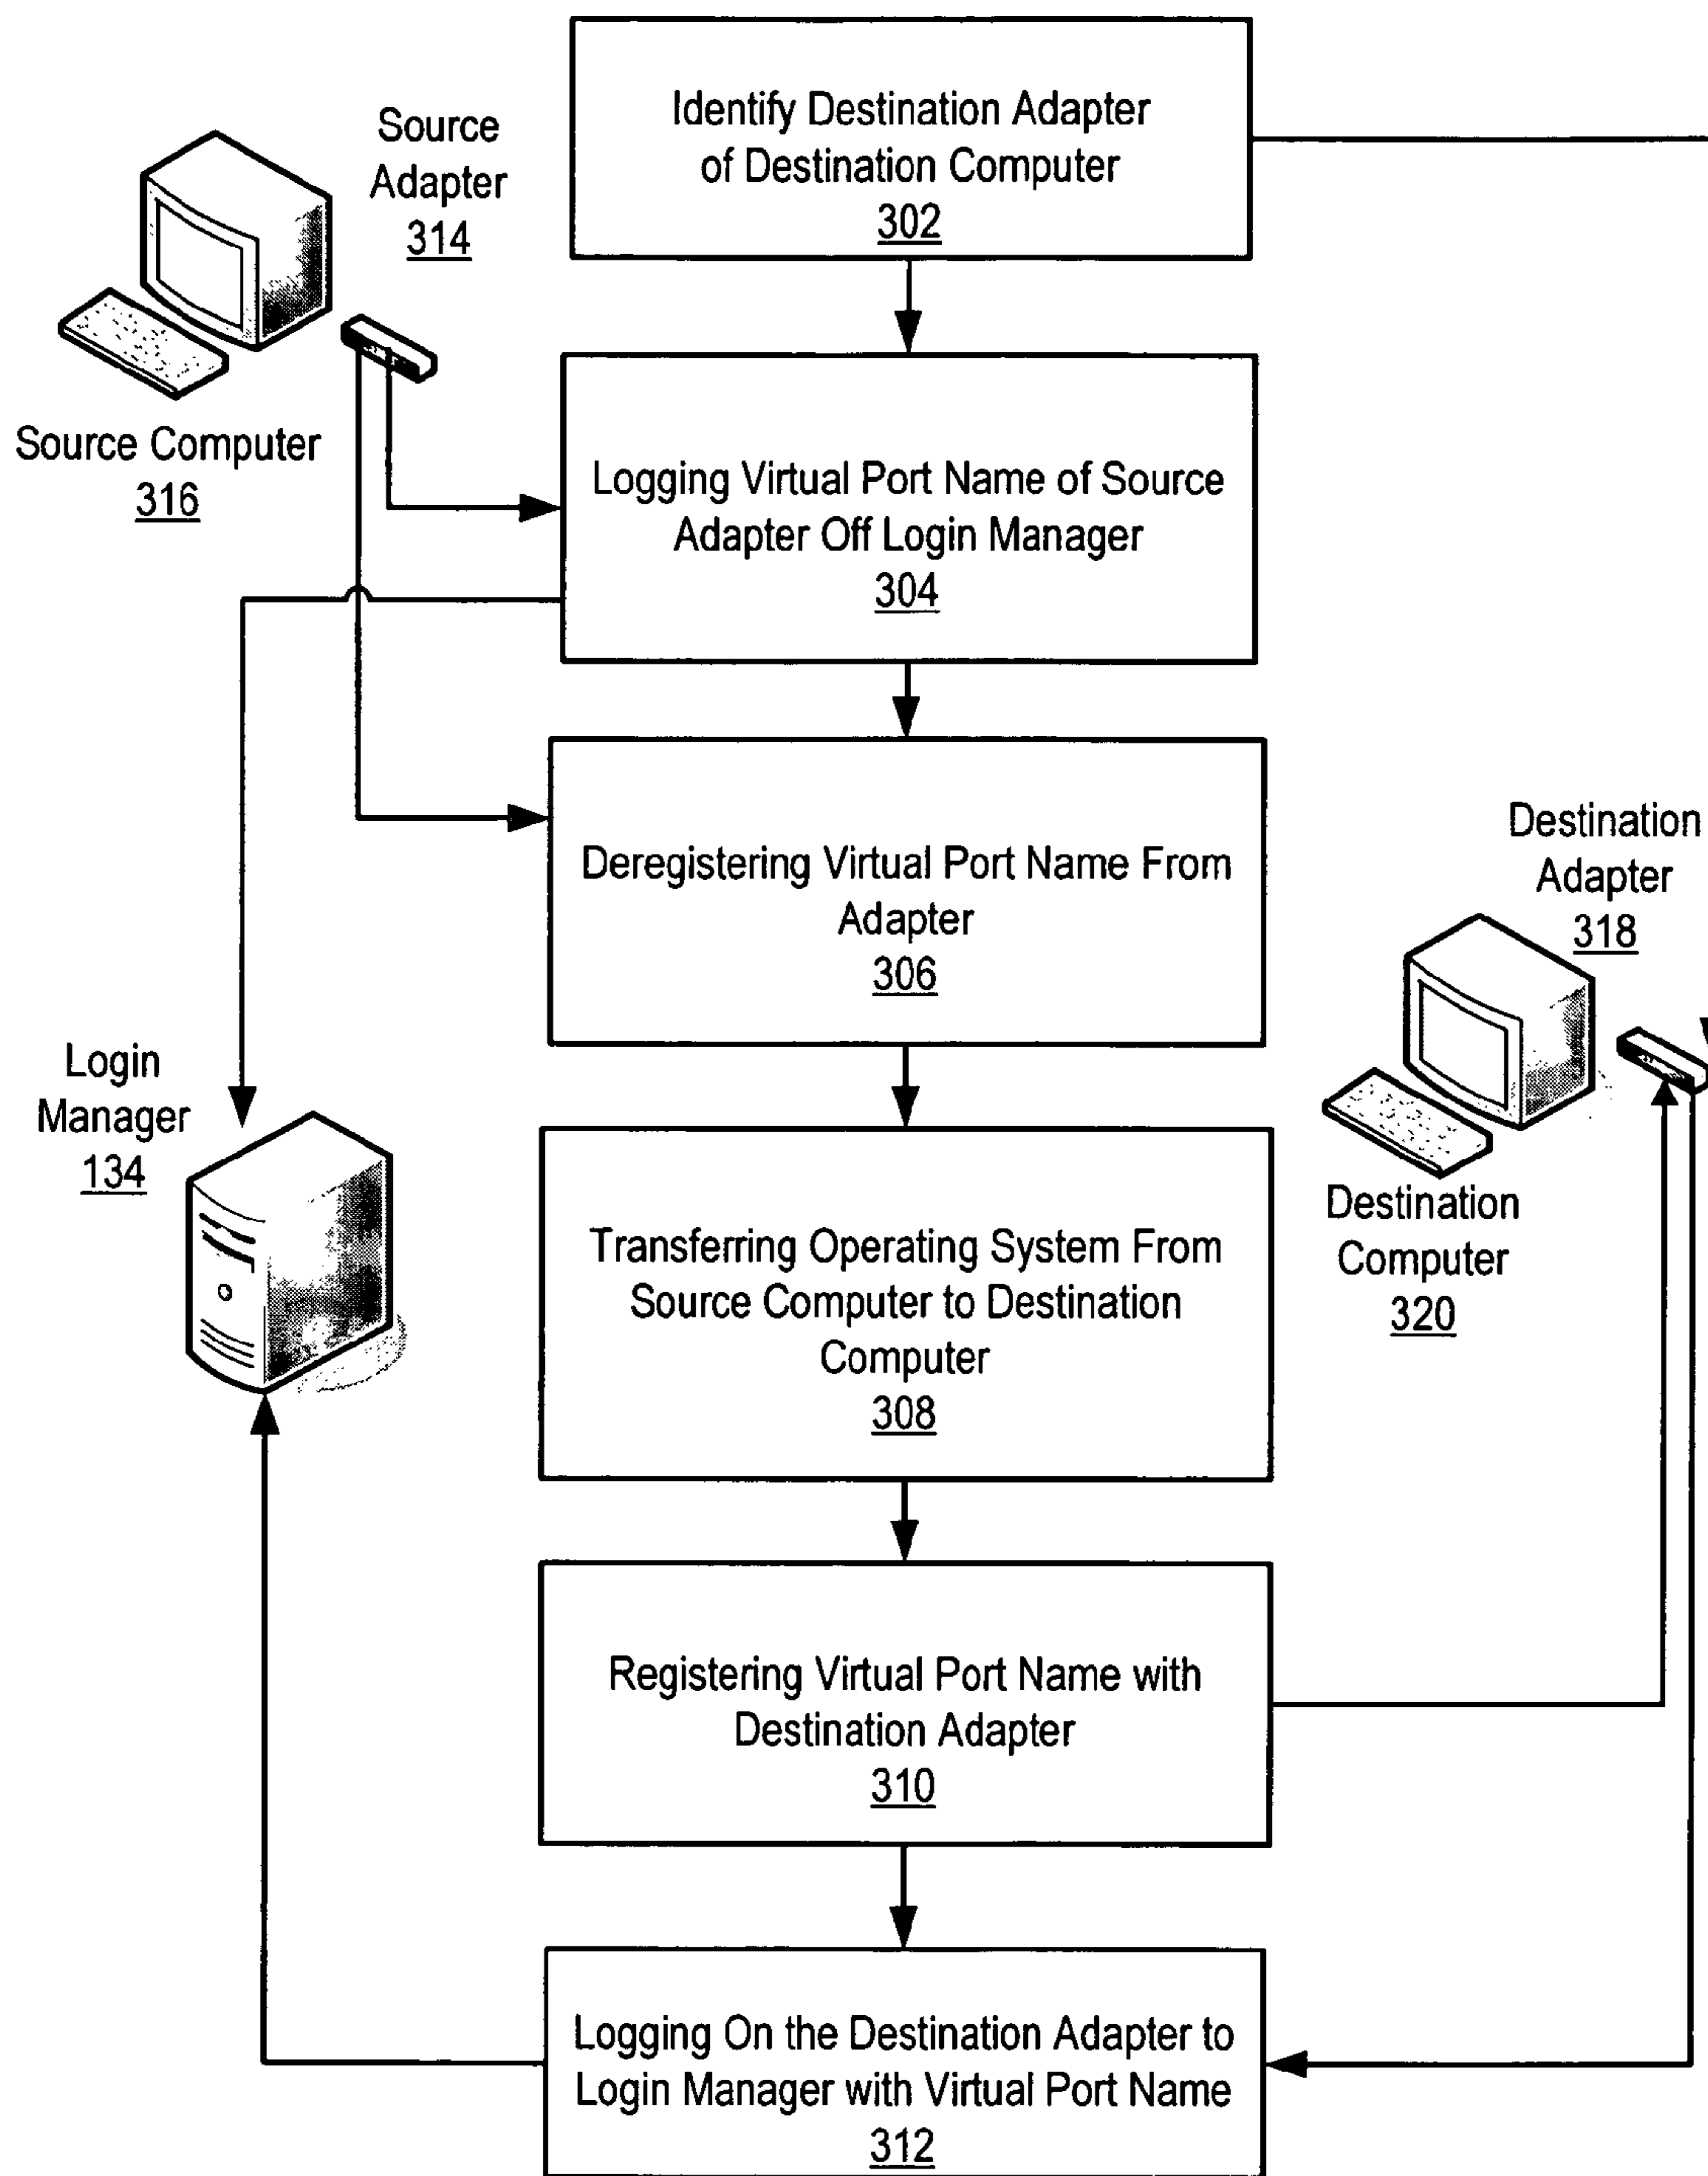 Identify Destination Adapter
of Destination Computer
302
Source
Adapter
314
Source Computer
316
Logging Virtual Port Name of Source
Adapter Off Login Manager
304
Deregistering Virtual Port Name From
Adapter
306
Destination
Adapter
318
Login
Manager
134
Destination
Computer
320
Transferring Operating System From
Source Computer to Destination
Computer
308
Registering Virtual Port Name with
Destination Adapter
310
Logging On the Destination Adapter to
Login Manager with Virtual Port Name
312